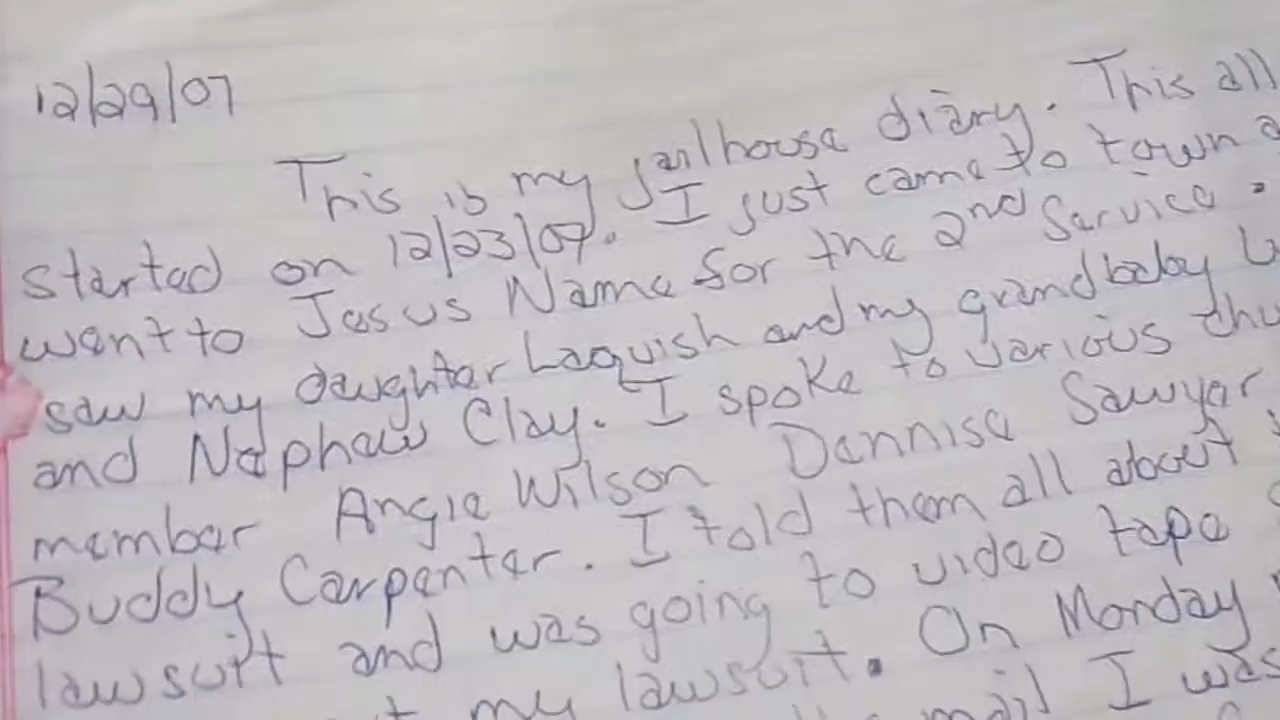 12/29/07
This is my jailhouse diary. This all
started on 12/23/07. I just came to town
want to Jesus Name for the 2nd Service.
saw my daughter Laquish and my grandbaby
and Nephew Clay. I spoke to various
member Angie Wilson Dennise Sawyer
Buddy Carpenter. I told them all about
lawsuit and was going to video tape
my lawsuit. On Monday
mail I was